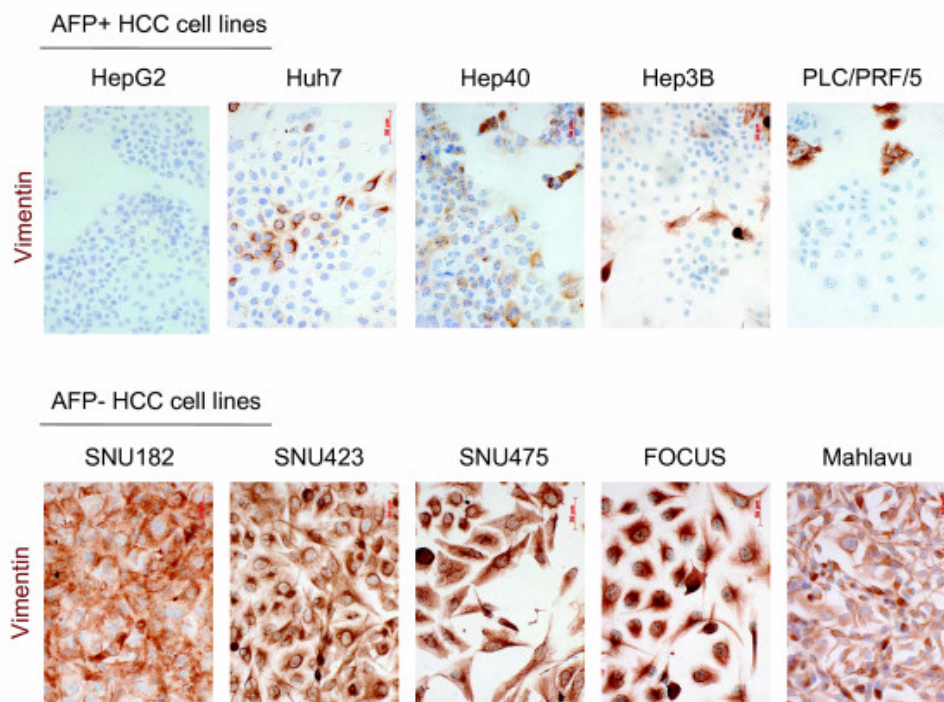 AFP+ HCC cell lines
HepG2 Huh7 Hep40 Hep3B PLC/PRF/5
Vimentin
AFP- HCC cell lines
SNU182 SNU423 SNU475 FOCUS Mahlavu
Vimentin